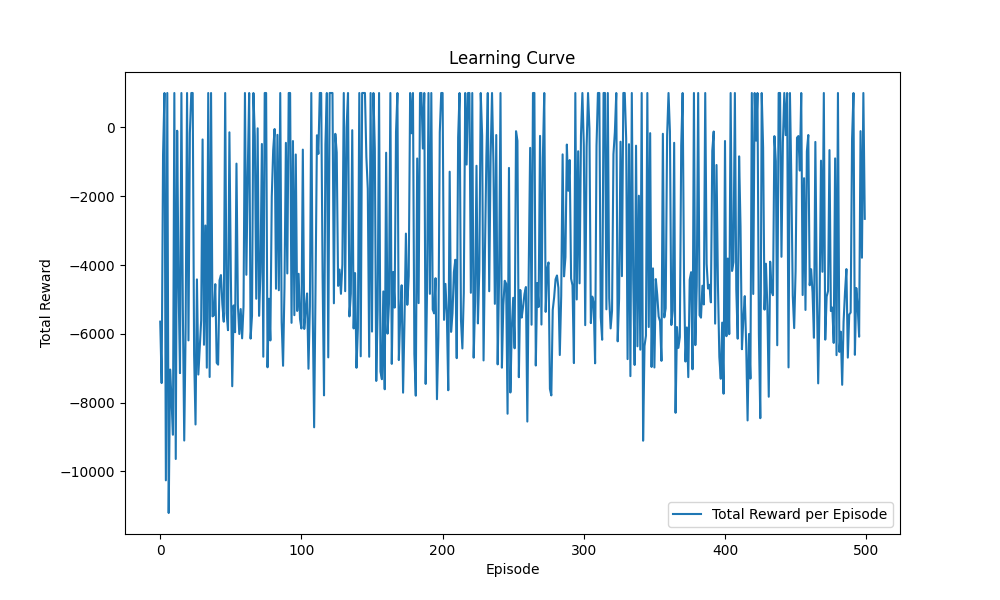 Learning Curve
Total Reward
0
−2000
−4000
−6000
−8000
−10000
0 100 200 300 400 500
Episode
Total Reward per Episode